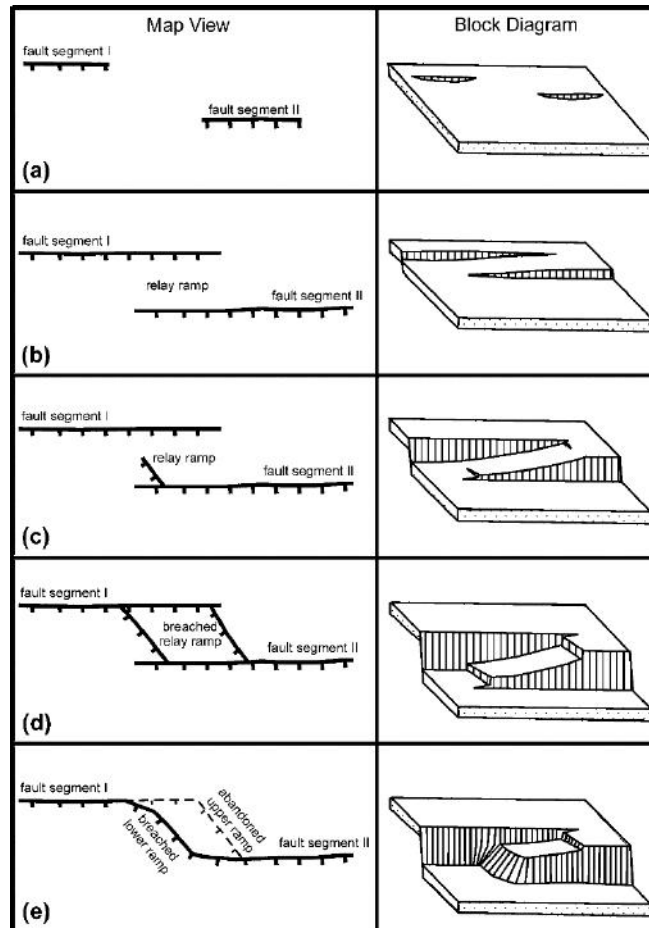 Map View
Block Diagram
fault segment I
fault segment II
(a)
fault segment I
relay ramp
fault segment II
(b)
fault segment I
relay ramp
fault segment II
(c)
fault segment I
breached
relay ramp
fault segment II
(d)
fault segment I
breached
lower ramp
abandoned
upper ramp
fault segment II
(e)